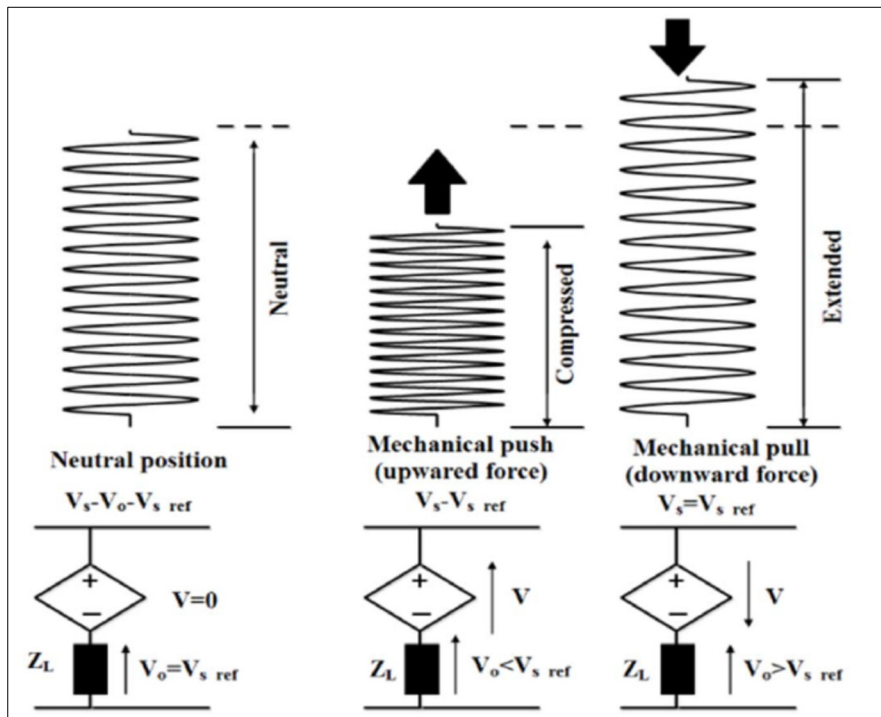 Neutral
Compressed
Extended
Neutral position
Mechanical push
(upwared force)
Mechanical pull
(downward force)
Vs-Vo-Vs ref
Vs-Vs ref
Vs=Vs ref
+
−
V=0
ZL
Vo=Vs ref
+
−
V
ZL
Vo<Vs ref
+
−
V
ZL
Vo>Vs ref